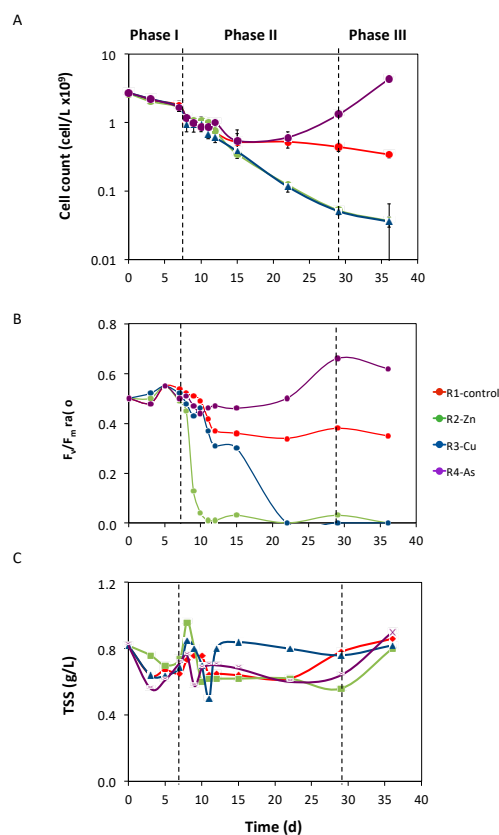 A
Phase I Phase II Phase III
Cell count (cell/L x10⁹)
10
1
0.1
0.01
0 5 10 15 20 25 30 35 40
B
Fv/Fm ra( o
0.8
0.6
0.4
0.2
0.0
0 5 10 15 20 25 30 35 40
R1-control
R2-Zn
R3-Cu
R4-As
C
TSS (g/L)
1.2
0.8
0.4
0.0
0 5 10 15 20 25 30 35 40
Time (d)